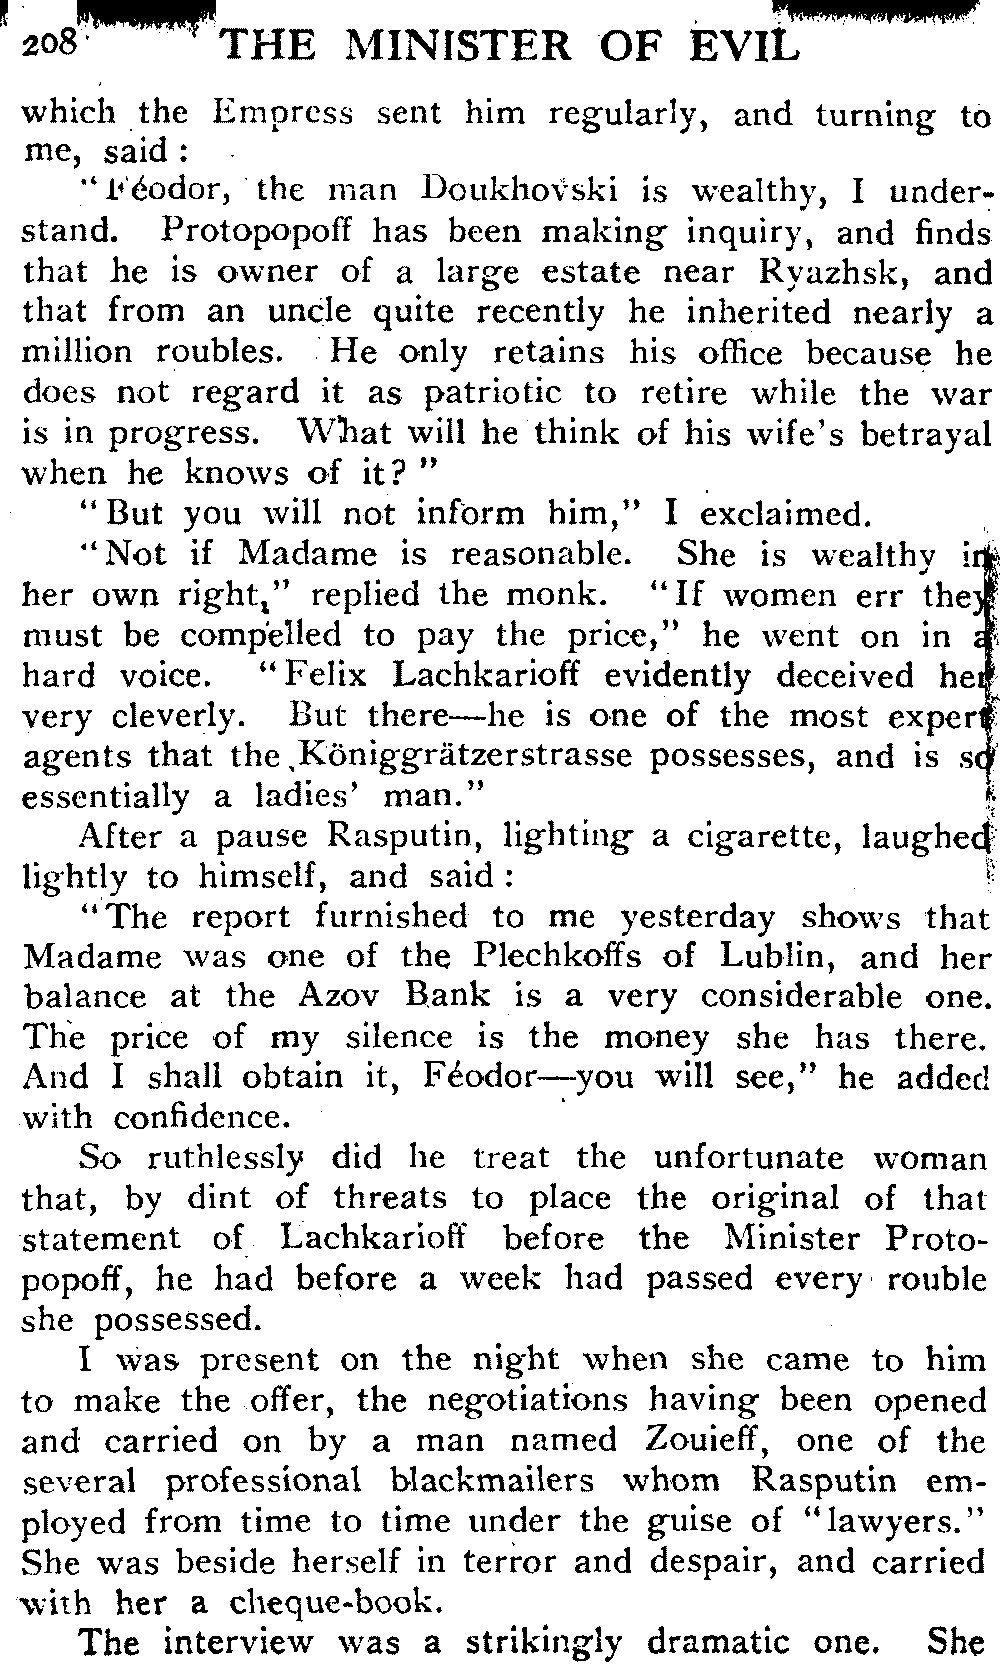 208 THE MINISTER OF EVIL
which the Empress sent him regularly, and turning to
me, said :
"Féodor, the man Doukhovski is wealthy, I under-
stand. Protopopoff has been making inquiry, and finds
that he is owner of a large estate near Ryazhsk, and
that from an uncle quite recently he inherited nearly a
million roubles. He only retains his office because he
does not regard it as patriotic to retire while the war
is in progress. What will he think of his wife's betrayal
when he knows of it?"
"But you will not inform him," I exclaimed.
"Not if Madame is reasonable. She is wealthy in
her own right," replied the monk. "If women err they
must be compelled to pay the price," he went on in a
hard voice. "Felix Lachkarioff evidently deceived her
very cleverly. But there—he is one of the most expert
agents that the Königgrätzerstrasse possesses, and is so
essentially a ladies' man."
After a pause Rasputin, lighting a cigarette, laughed
lightly to himself, and said :
"The report furnished to me yesterday shows that
Madame was one of the Plechkoffs of Lublin, and her
balance at the Azov Bank is a very considerable one.
The price of my silence is the money she has there.
And I shall obtain it, Féodor—you will see," he added
with confidence.
So ruthlessly did he treat the unfortunate woman
that, by dint of threats to place the original of that
statement of Lachkarioff before the Minister Proto-
popoff, he had before a week had passed every rouble
she possessed.
I was present on the night when she came to him
to make the offer, the negotiations having been opened
and carried on by a man named Zouieff, one of the
several professional blackmailers whom Rasputin em-
ployed from time to time under the guise of "lawyers."
She was beside herself in terror and despair, and carried
with her a cheque-book.
The interview was a strikingly dramatic one. She